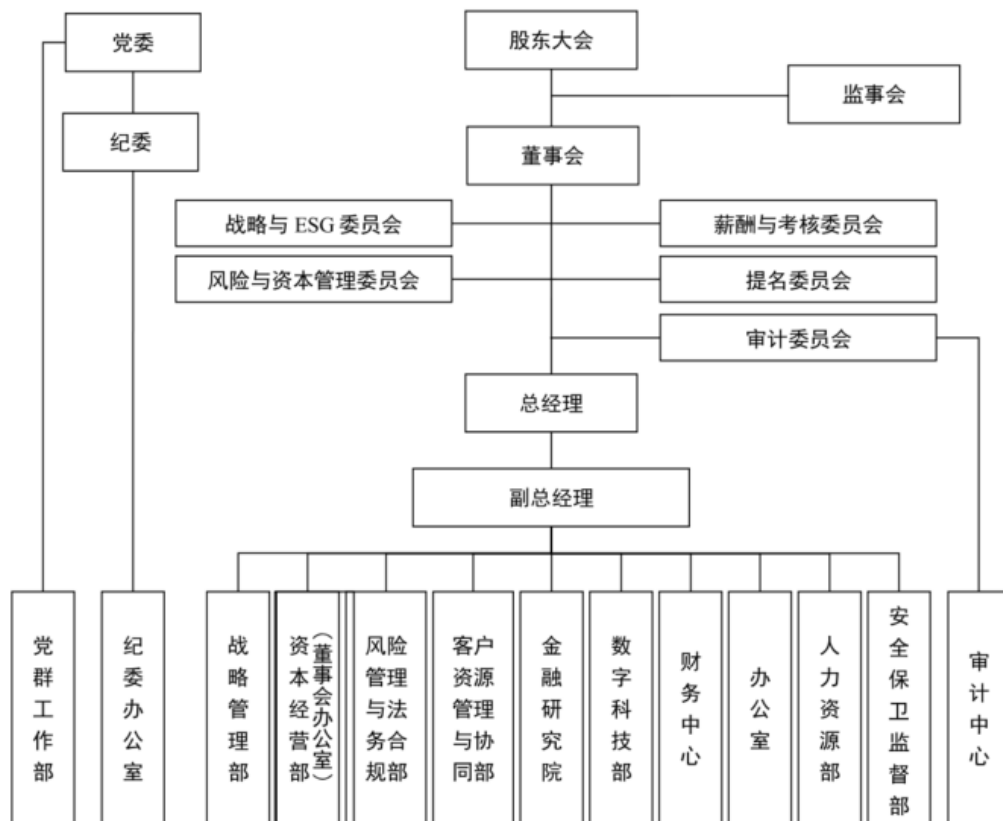 党委
股东大会
监事会
纪委
董事会
战略与 ESG 委员会
薪酬与考核委员会
风险与资本管理委员会
提名委员会
审计委员会
总经理
副总经理
党群工作部
纪委办公室
战略管理部
资本经营部
（董事会办公室）
风险管理与法务合规部
客户资源管理与协同部
金融研究院
数字科技部
财务中心
办公室
人力资源部
安全保卫监督部
审计中心